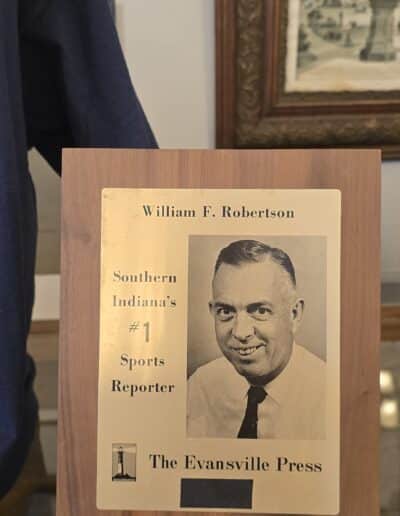 William F. Robertson
Southern
Indiana's
#1
Sports
Reporter
The Evansville Press